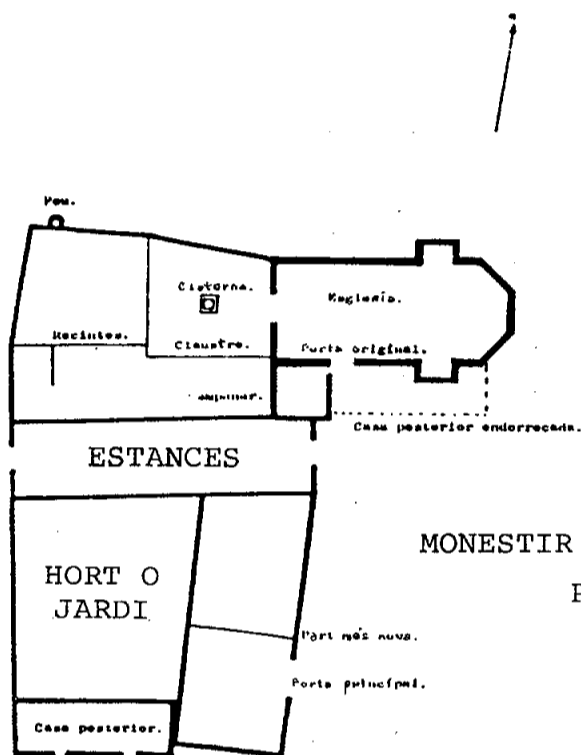 Pou.
Cisterna.
Esglesia.
Recintes.
Claustre.
Porta original.
Casa posterior endorrecada.
ESTANCES
MONESTIR
HORT O
JARDI
Part més nova.
Porta principal.
Casa posterior.